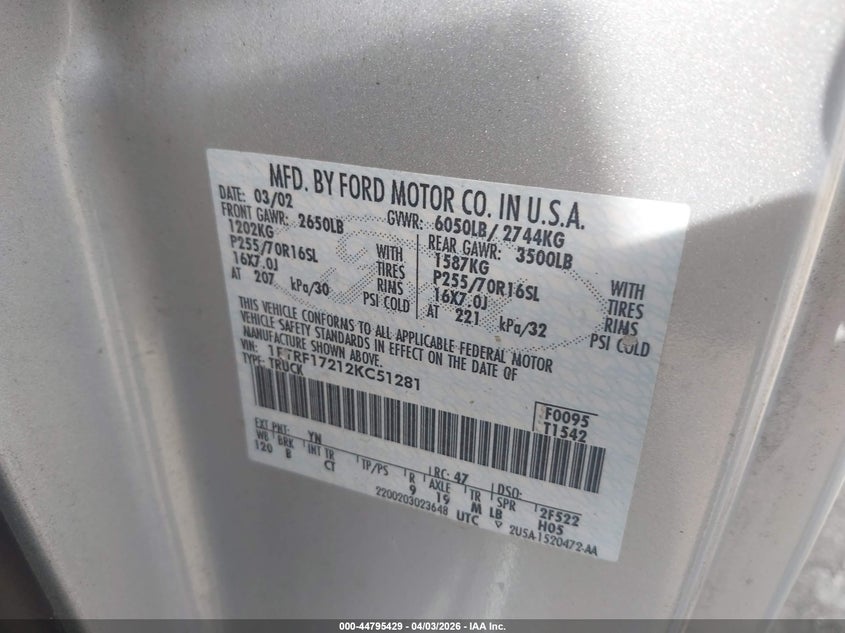 MFD. BY FORD MOTOR CO. IN U.S.A.
DATE: 03/02 GVWR: 6050LB/ 2744KG
FRONT GAWR: 2650LB REAR GAWR: 3500LB
1202KG WITH 1587KG WITH
P255/70R16SL TIRES P255/70R16SL TIRES
16X7.0J RIMS 16X7.0J RIMS
AT 207 kPa/30 PSI COLD AT 221 kPa/32 PSI COLD
THIS VEHICLE CONFORMS TO ALL APPLICABLE FEDERAL MOTOR
VEHICLE SAFETY STANDARDS IN EFFECT ON THE DATE OF
MANUFACTURE SHOWN ABOVE.
VIN: 1FTRF17212KC51281
TYPE: TRUCK
F0095
T1542
EXT PNT: YN RC: 47 DSO:
WB BRK INT TR TP/PS R AXLE TR SPR 2F522
120 B CT 9 19 M LB H05
2200203023648 UTC 2U5A-1520472-AA
000-44795429 - 04/03/2026 - IAA Inc.